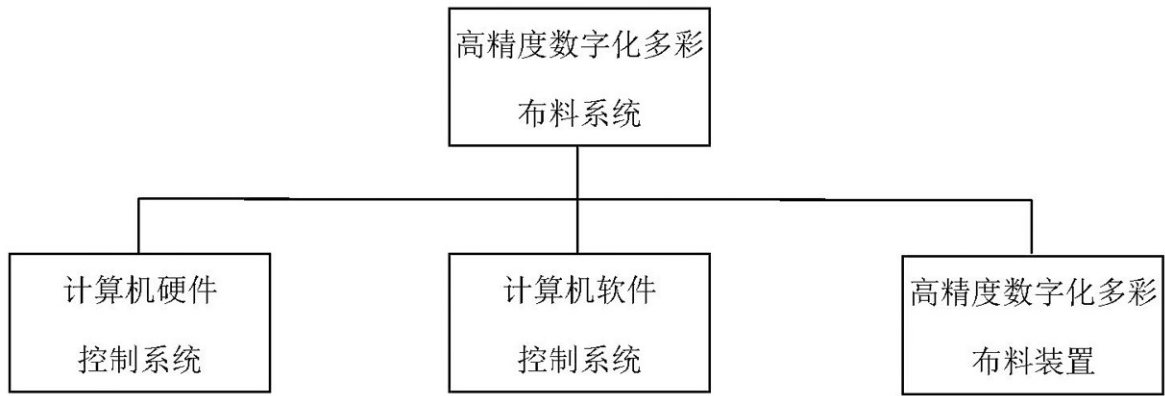 高精度数字化多彩
布料系统
计算机硬件
控制系统
计算机软件
控制系统
高精度数字化多彩
布料装置